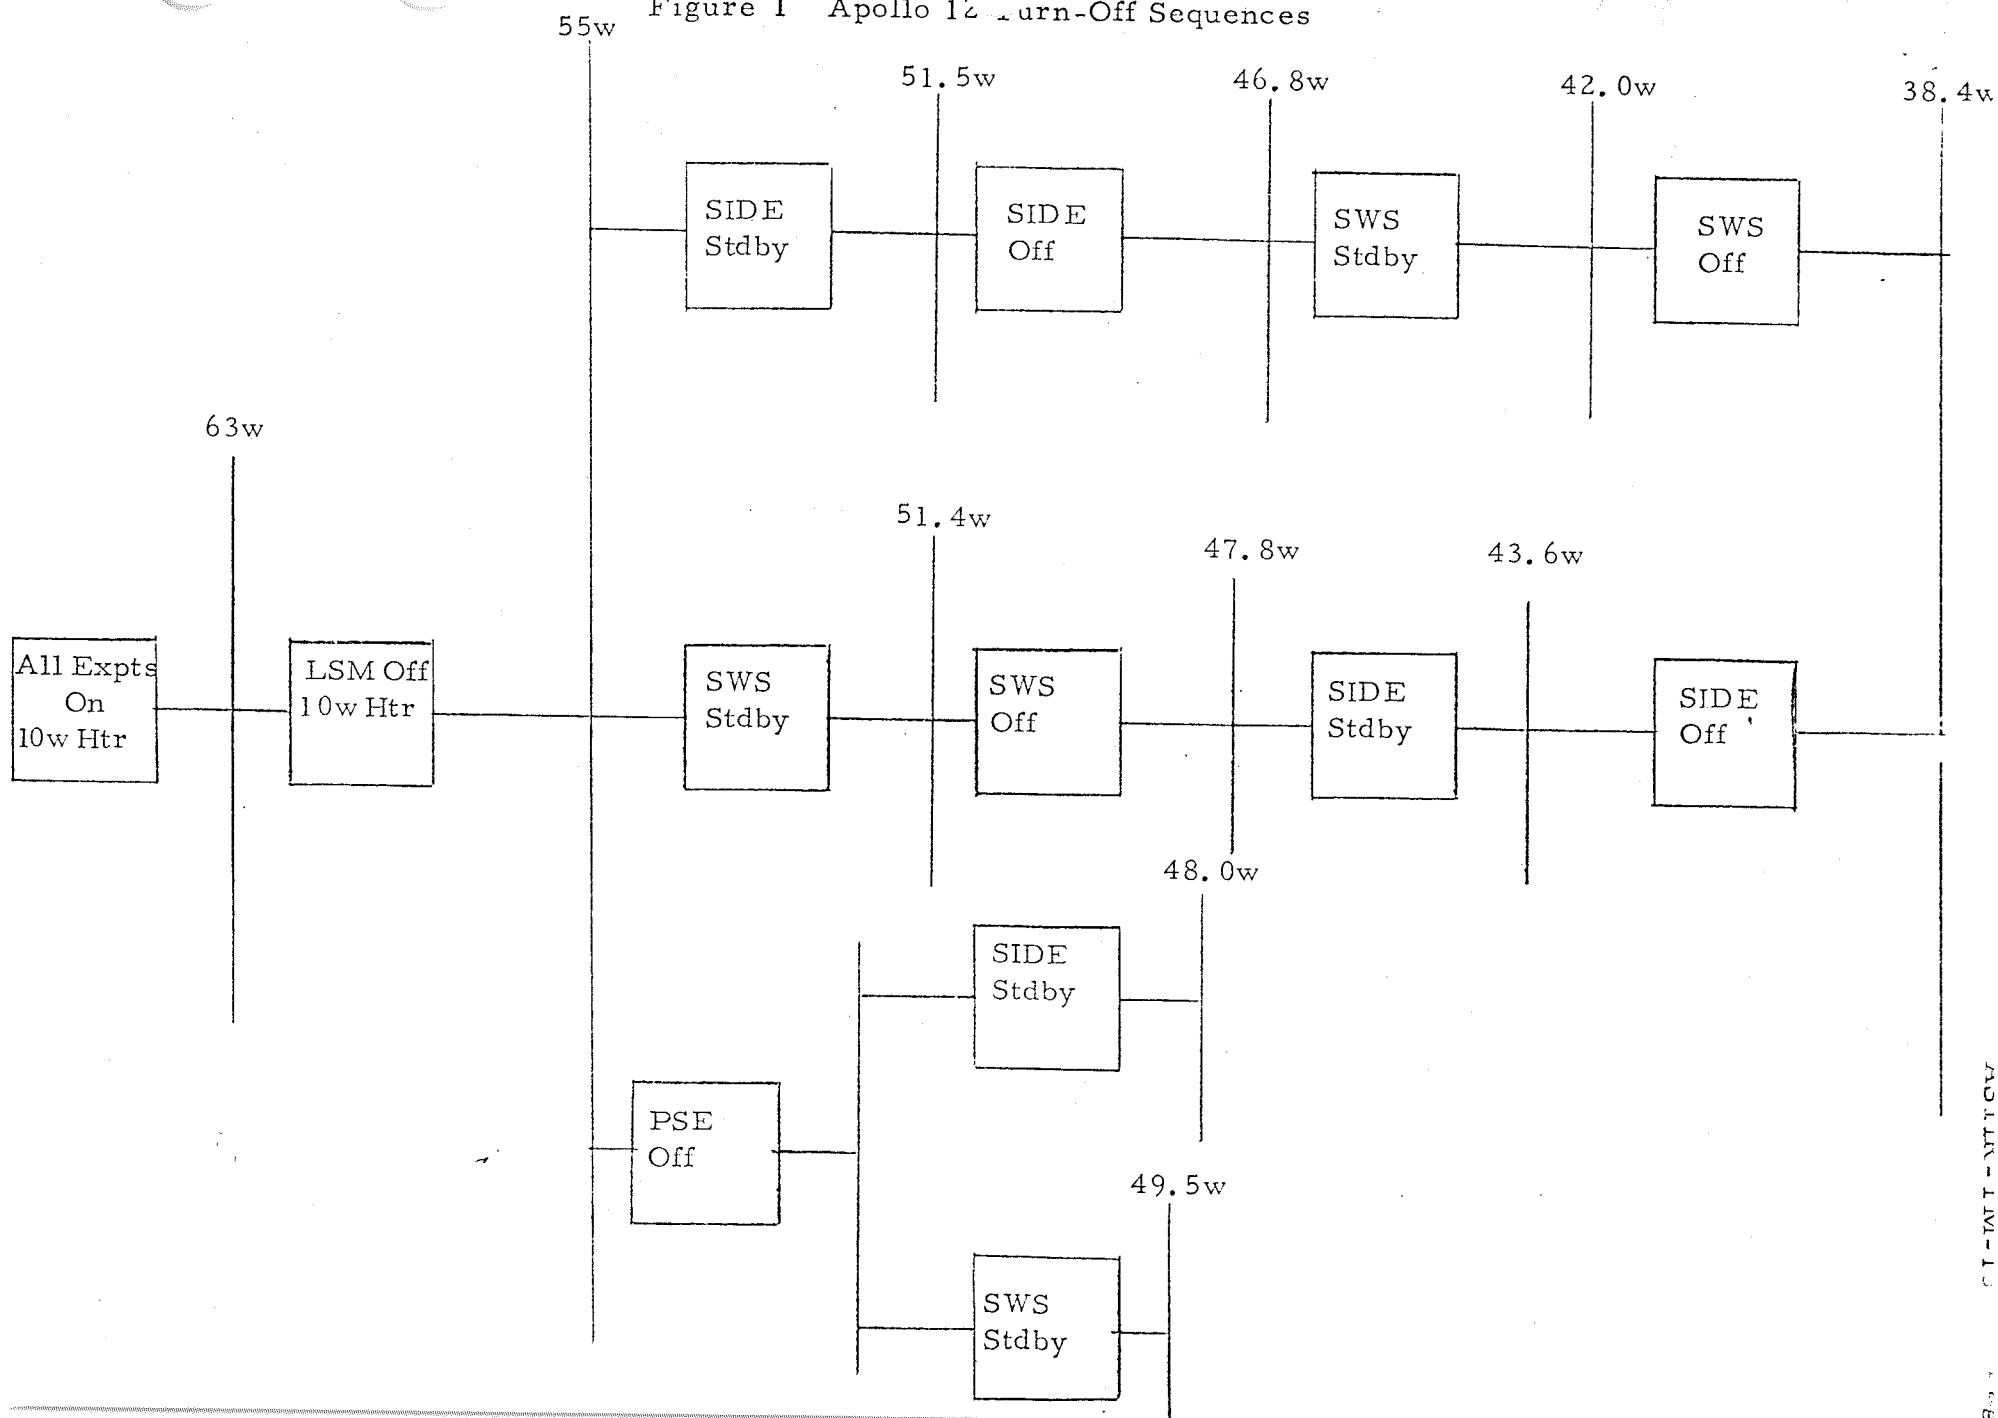 Figure 1 Apollo 12 Turn-Off Sequences
55w
51.5w
46.8w
42.0w
38.4w
SIDE
Stdby
SIDE
Off
SWS
Stdby
SWS
Off
63w
51.4w
47.8w
43.6w
All Expts
On
10w Htr
LSM Off
10w Htr
SWS
Stdby
SWS
Off
SIDE
Stdby
SIDE
Off
48.0w
SIDE
Stdby
PSE
Off
49.5w
SWS
Stdby